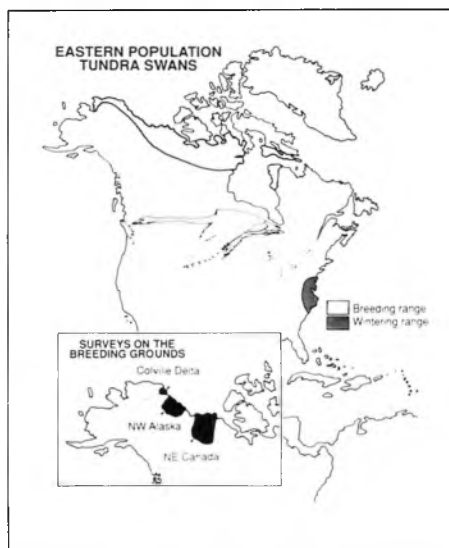 EASTERN POPULATION
TUNDRA SWANS
Breeding range
Wintering range
SURVEYS ON THE
BREEDING GROUNDS
Colville Delta
NW Alaska
NE Canada